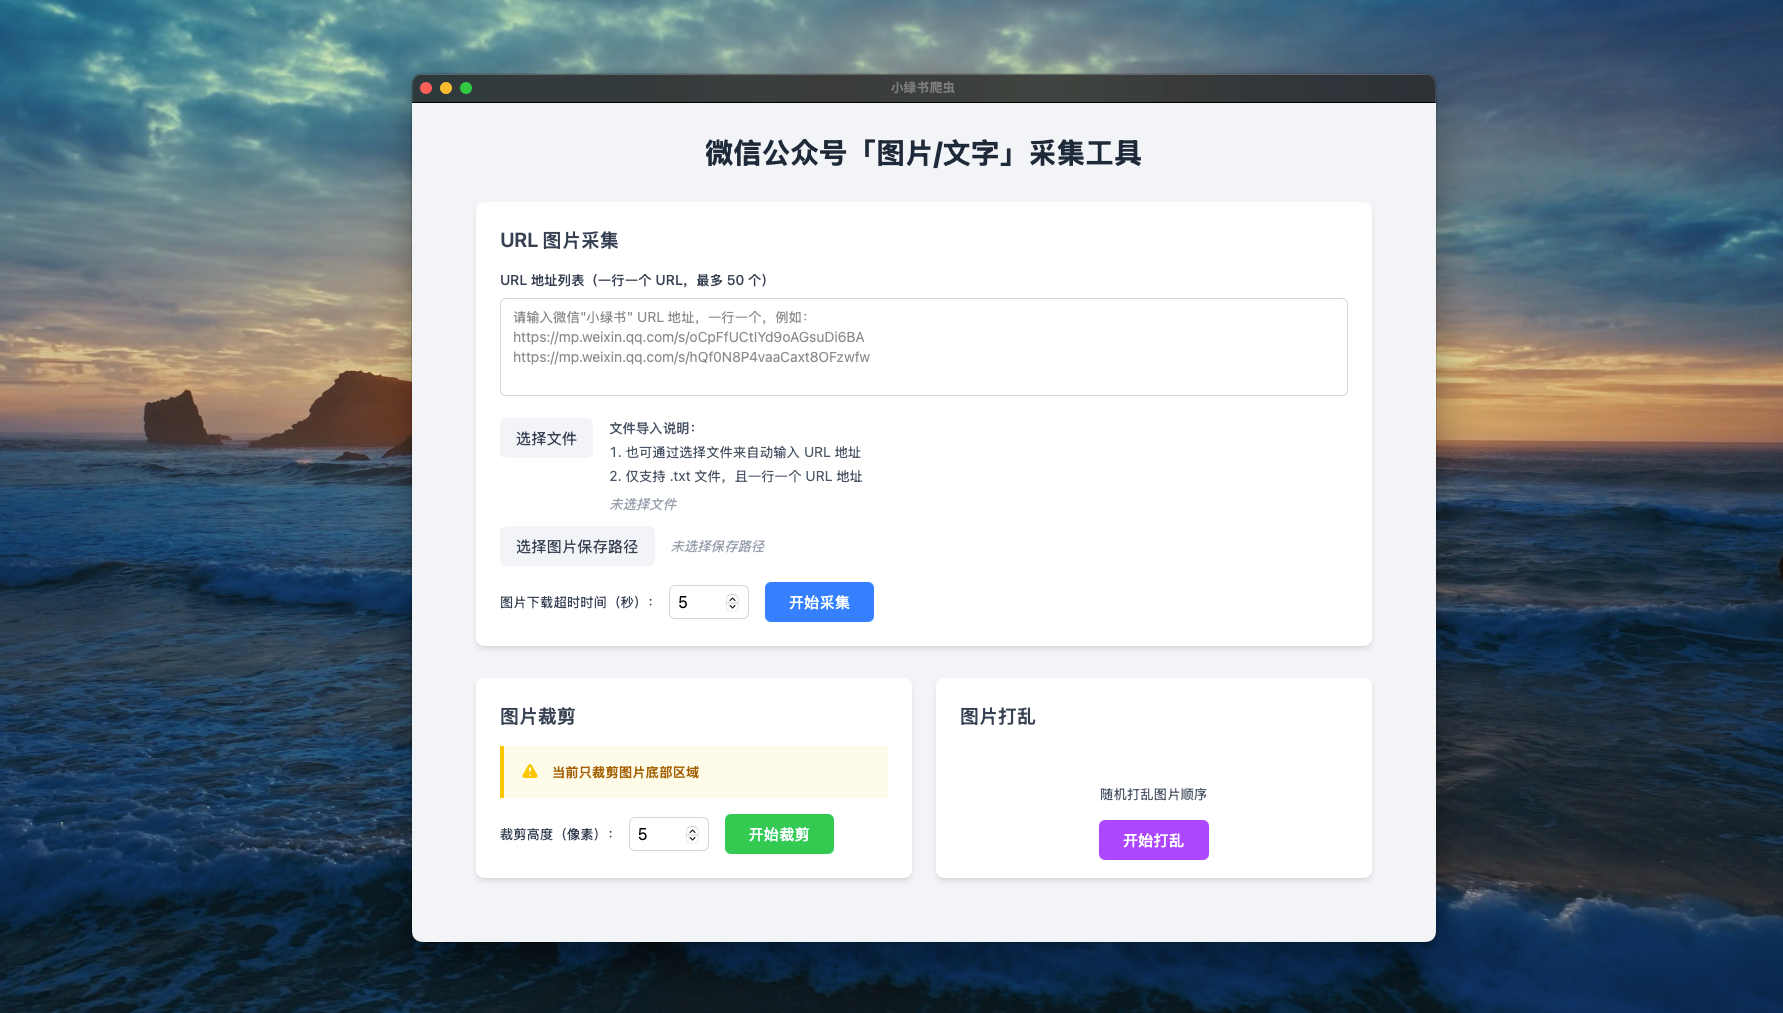 小绿书爬虫
微信公众号「图片/文字」采集工具
URL 图片采集
URL 地址列表（一行一个 URL，最多 50 个）
请输入微信"小绿书" URL 地址，一行一个，例如：
https://mp.weixin.qq.com/s/oCpFfUCtIYd9oAGsuDi6BA
https://mp.weixin.qq.com/s/hQf0N8P4vaaCaxt8OFzwfw
选择文件
文件导入说明：
1. 也可通过选择文件来自动输入 URL 地址
2. 仅支持 .txt 文件，且一行一个 URL 地址
未选择文件
选择图片保存路径 未选择保存路径
图片下载超时时间（秒）： 5 开始采集
图片裁剪
当前只裁剪图片底部区域
裁剪高度（像素）： 5 开始裁剪
图片打乱
随机打乱图片顺序
开始打乱